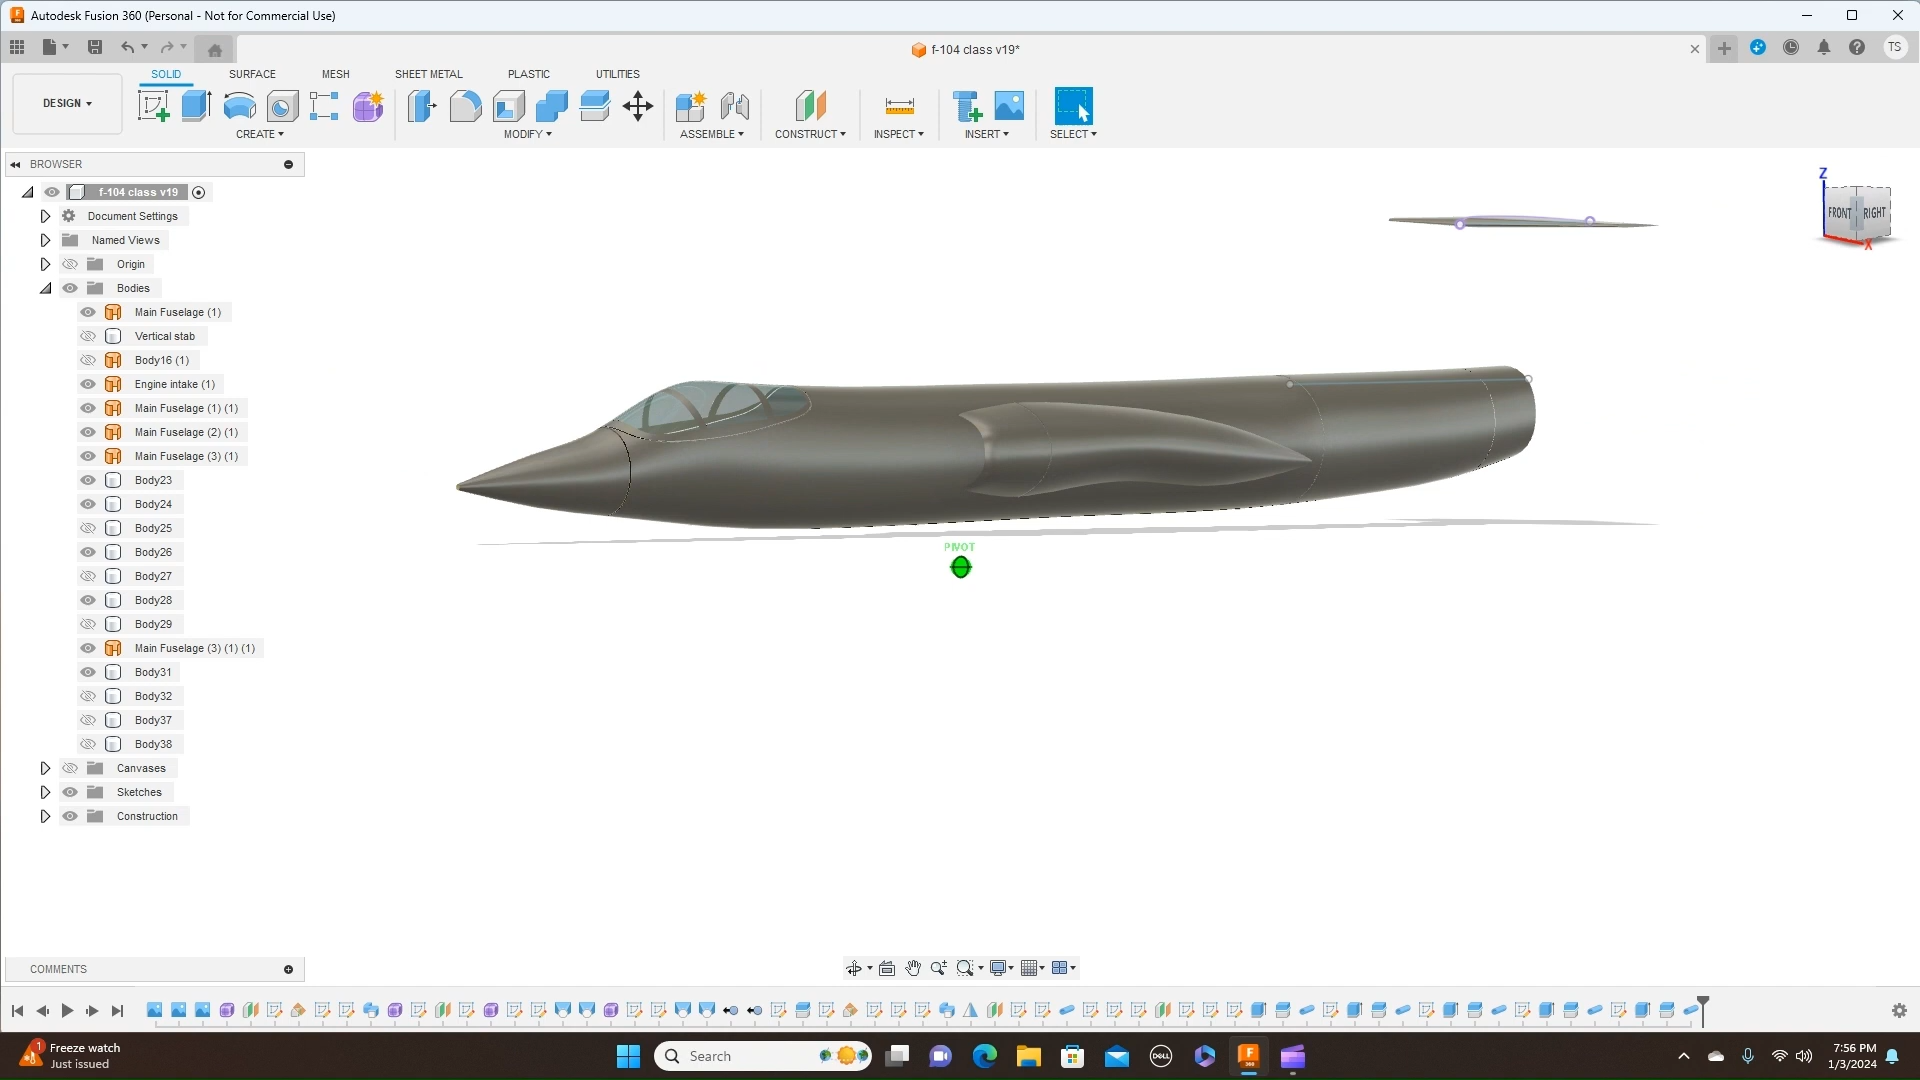 Autodesk Fusion 360 (Personal - Not for Commercial Use)
f-104 class v19*
TS
DESIGN
SOLID
SURFACE
MESH
SHEET METAL
PLASTIC
UTILITIES
CREATE
MODIFY
ASSEMBLE
CONSTRUCT
INSPECT
INSERT
SELECT
BROWSER
f-104 class v19
Document Settings
Named Views
Origin
Bodies
Main Fuselage (1)
Vertical stab
Body16 (1)
Engine intake (1)
Main Fuselage (1) (1)
Main Fuselage (2) (1)
Main Fuselage (3) (1)
Body23
Body24
Body25
Body26
Body27
Body28
Body29
Main Fuselage (3) (1) (1)
Body31
Body32
Body37
Body38
Canvases
Sketches
Construction
Z
FRONT
RIGHT
X
PIVOT
COMMENTS
1
Freeze watch
Just issued
Search
DELL
F
360
7:56 PM
1/3/2024